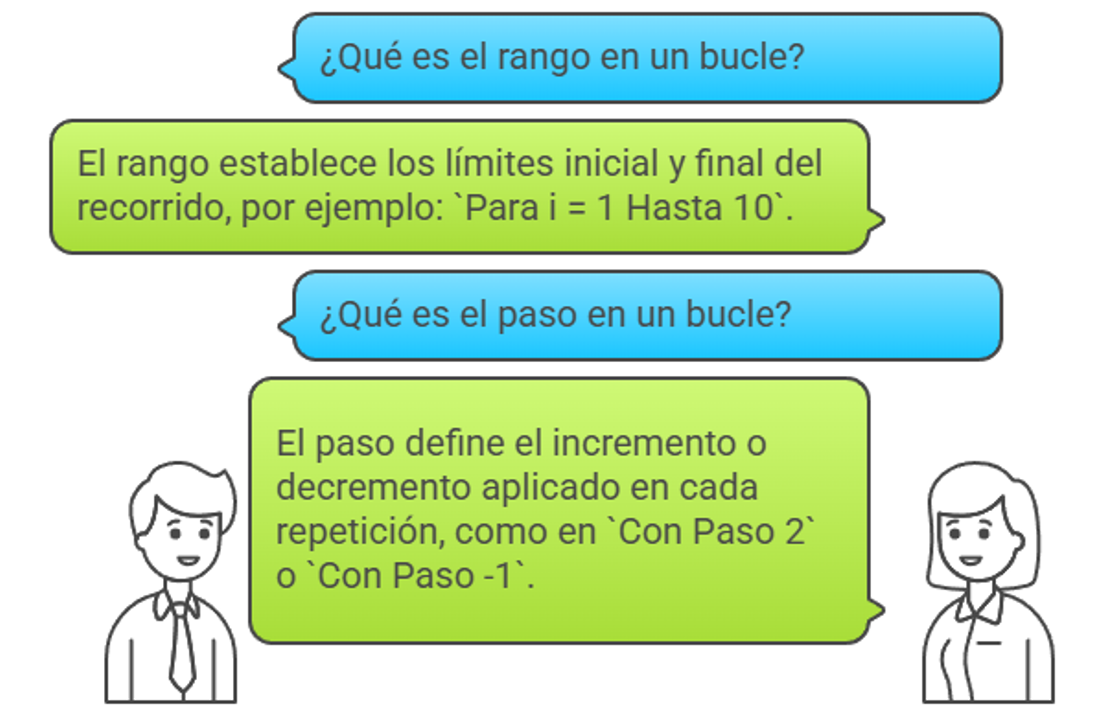 ¿Qué es el rango en un bucle?
El rango establece los límites inicial y final del
recorrido, por ejemplo: `Para i = 1 Hasta 10`.
¿Qué es el paso en un bucle?
El paso define el incremento o
decremento aplicado en cada
repetición, como en `Con Paso 2`
o `Con Paso -1`.